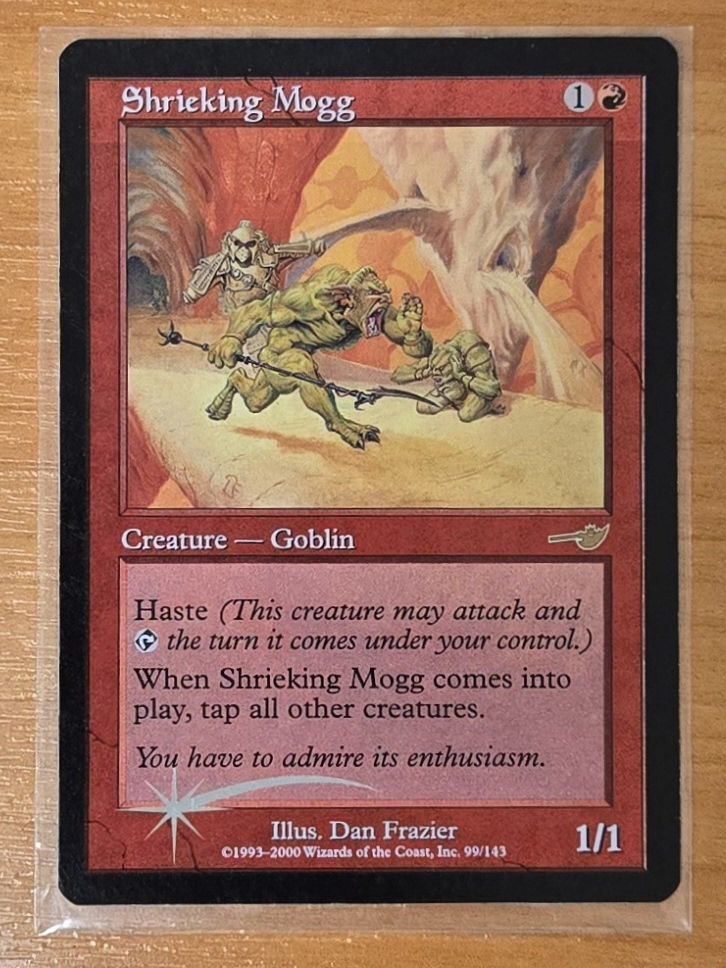 Shrieking Mogg 1
Creature — Goblin
Haste (This creature may attack and
the turn it comes under your control.)
When Shrieking Mogg comes into
play, tap all other creatures.
You have to admire its enthusiasm.
Illus. Dan Frazier
©1993–2000 Wizards of the Coast, Inc. 99/143
1/1